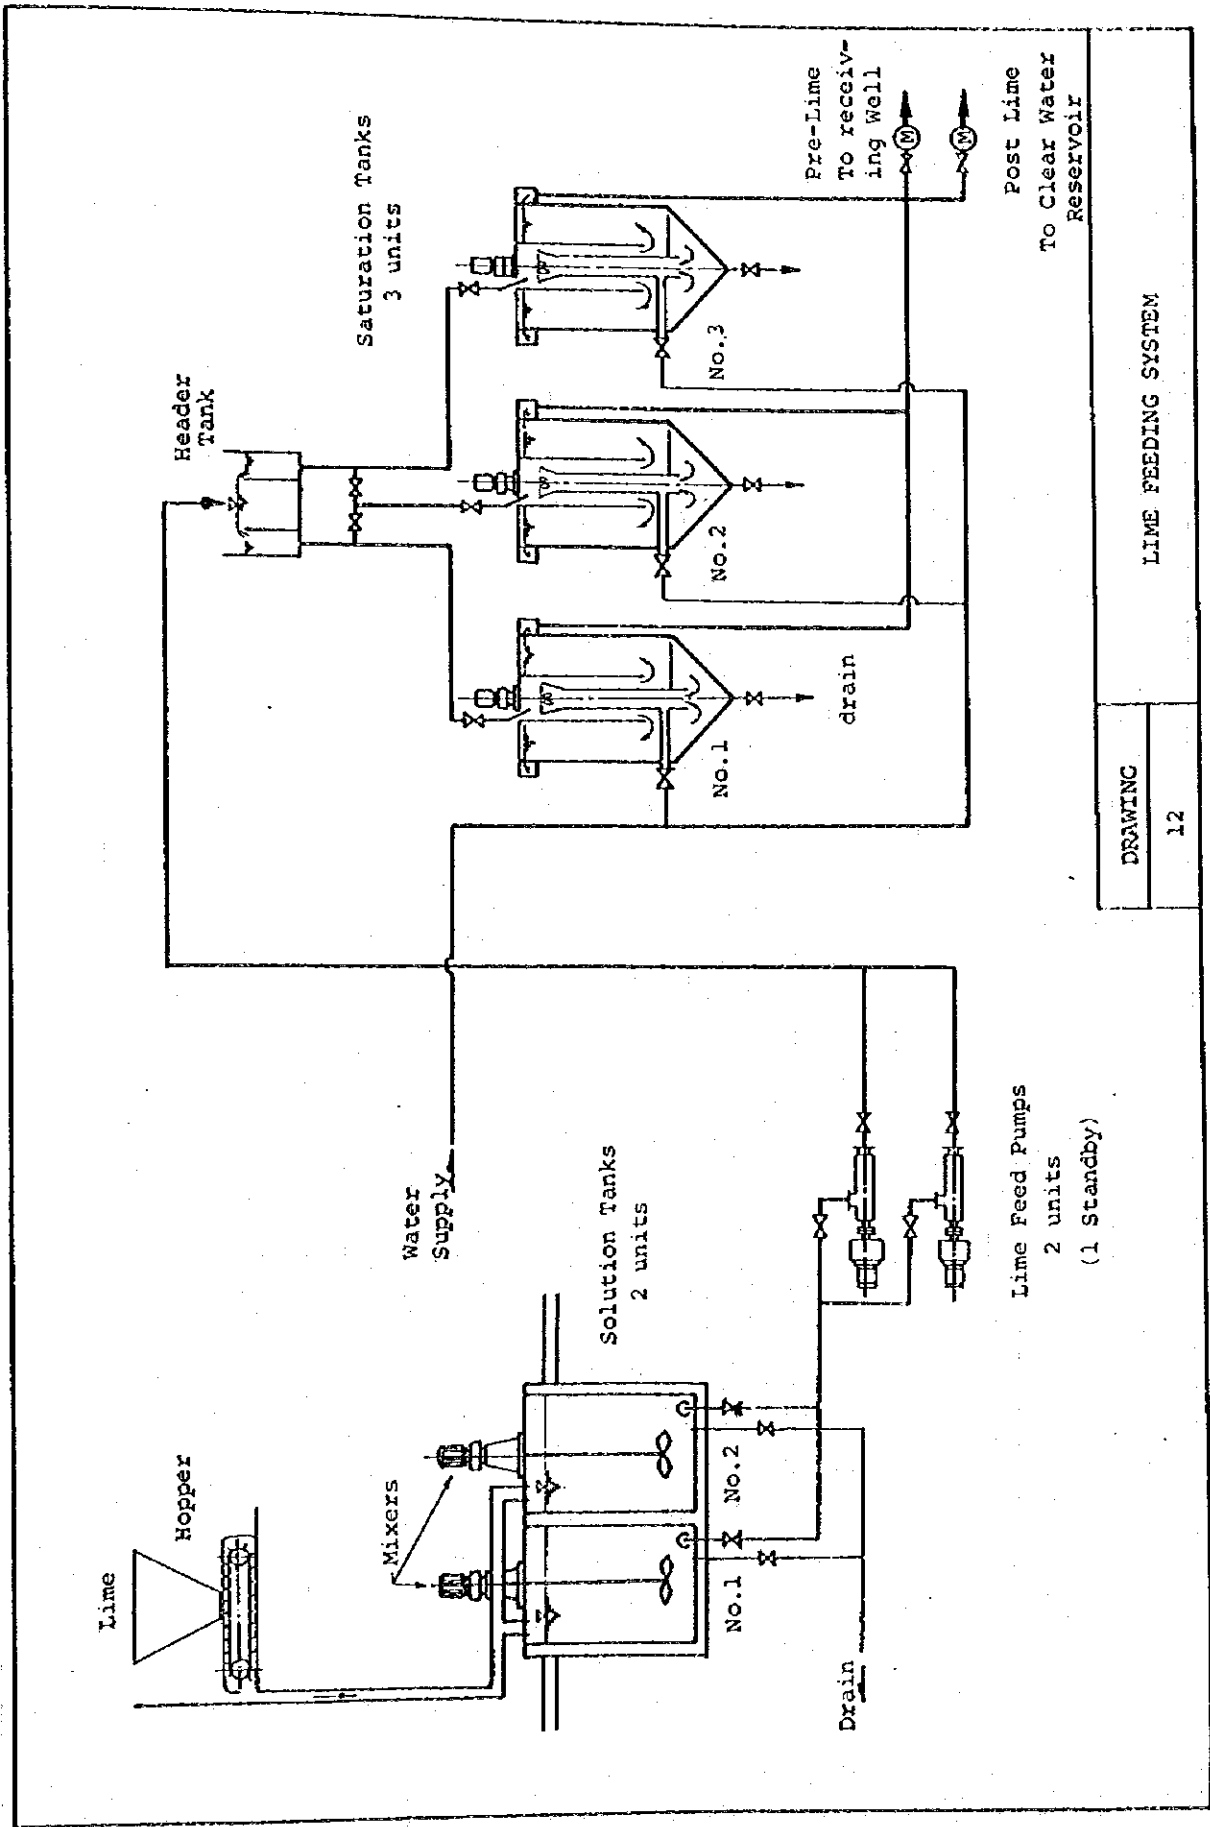 Lime
Hopper
Mixers
No.1
No.2
Solution Tanks
2 units
Drain
Water
Supply
Lime Feed Pumps
2 units
(1 Standby)
Header
Tank
Saturation Tanks
3 units
No.1
No.2
No.3
drain
Pre-Lime
To receiv-
ing Well
M
M
Post Lime
To Clear Water
Reservoir
DRAWING
12
LIME FEEDING SYSTEM